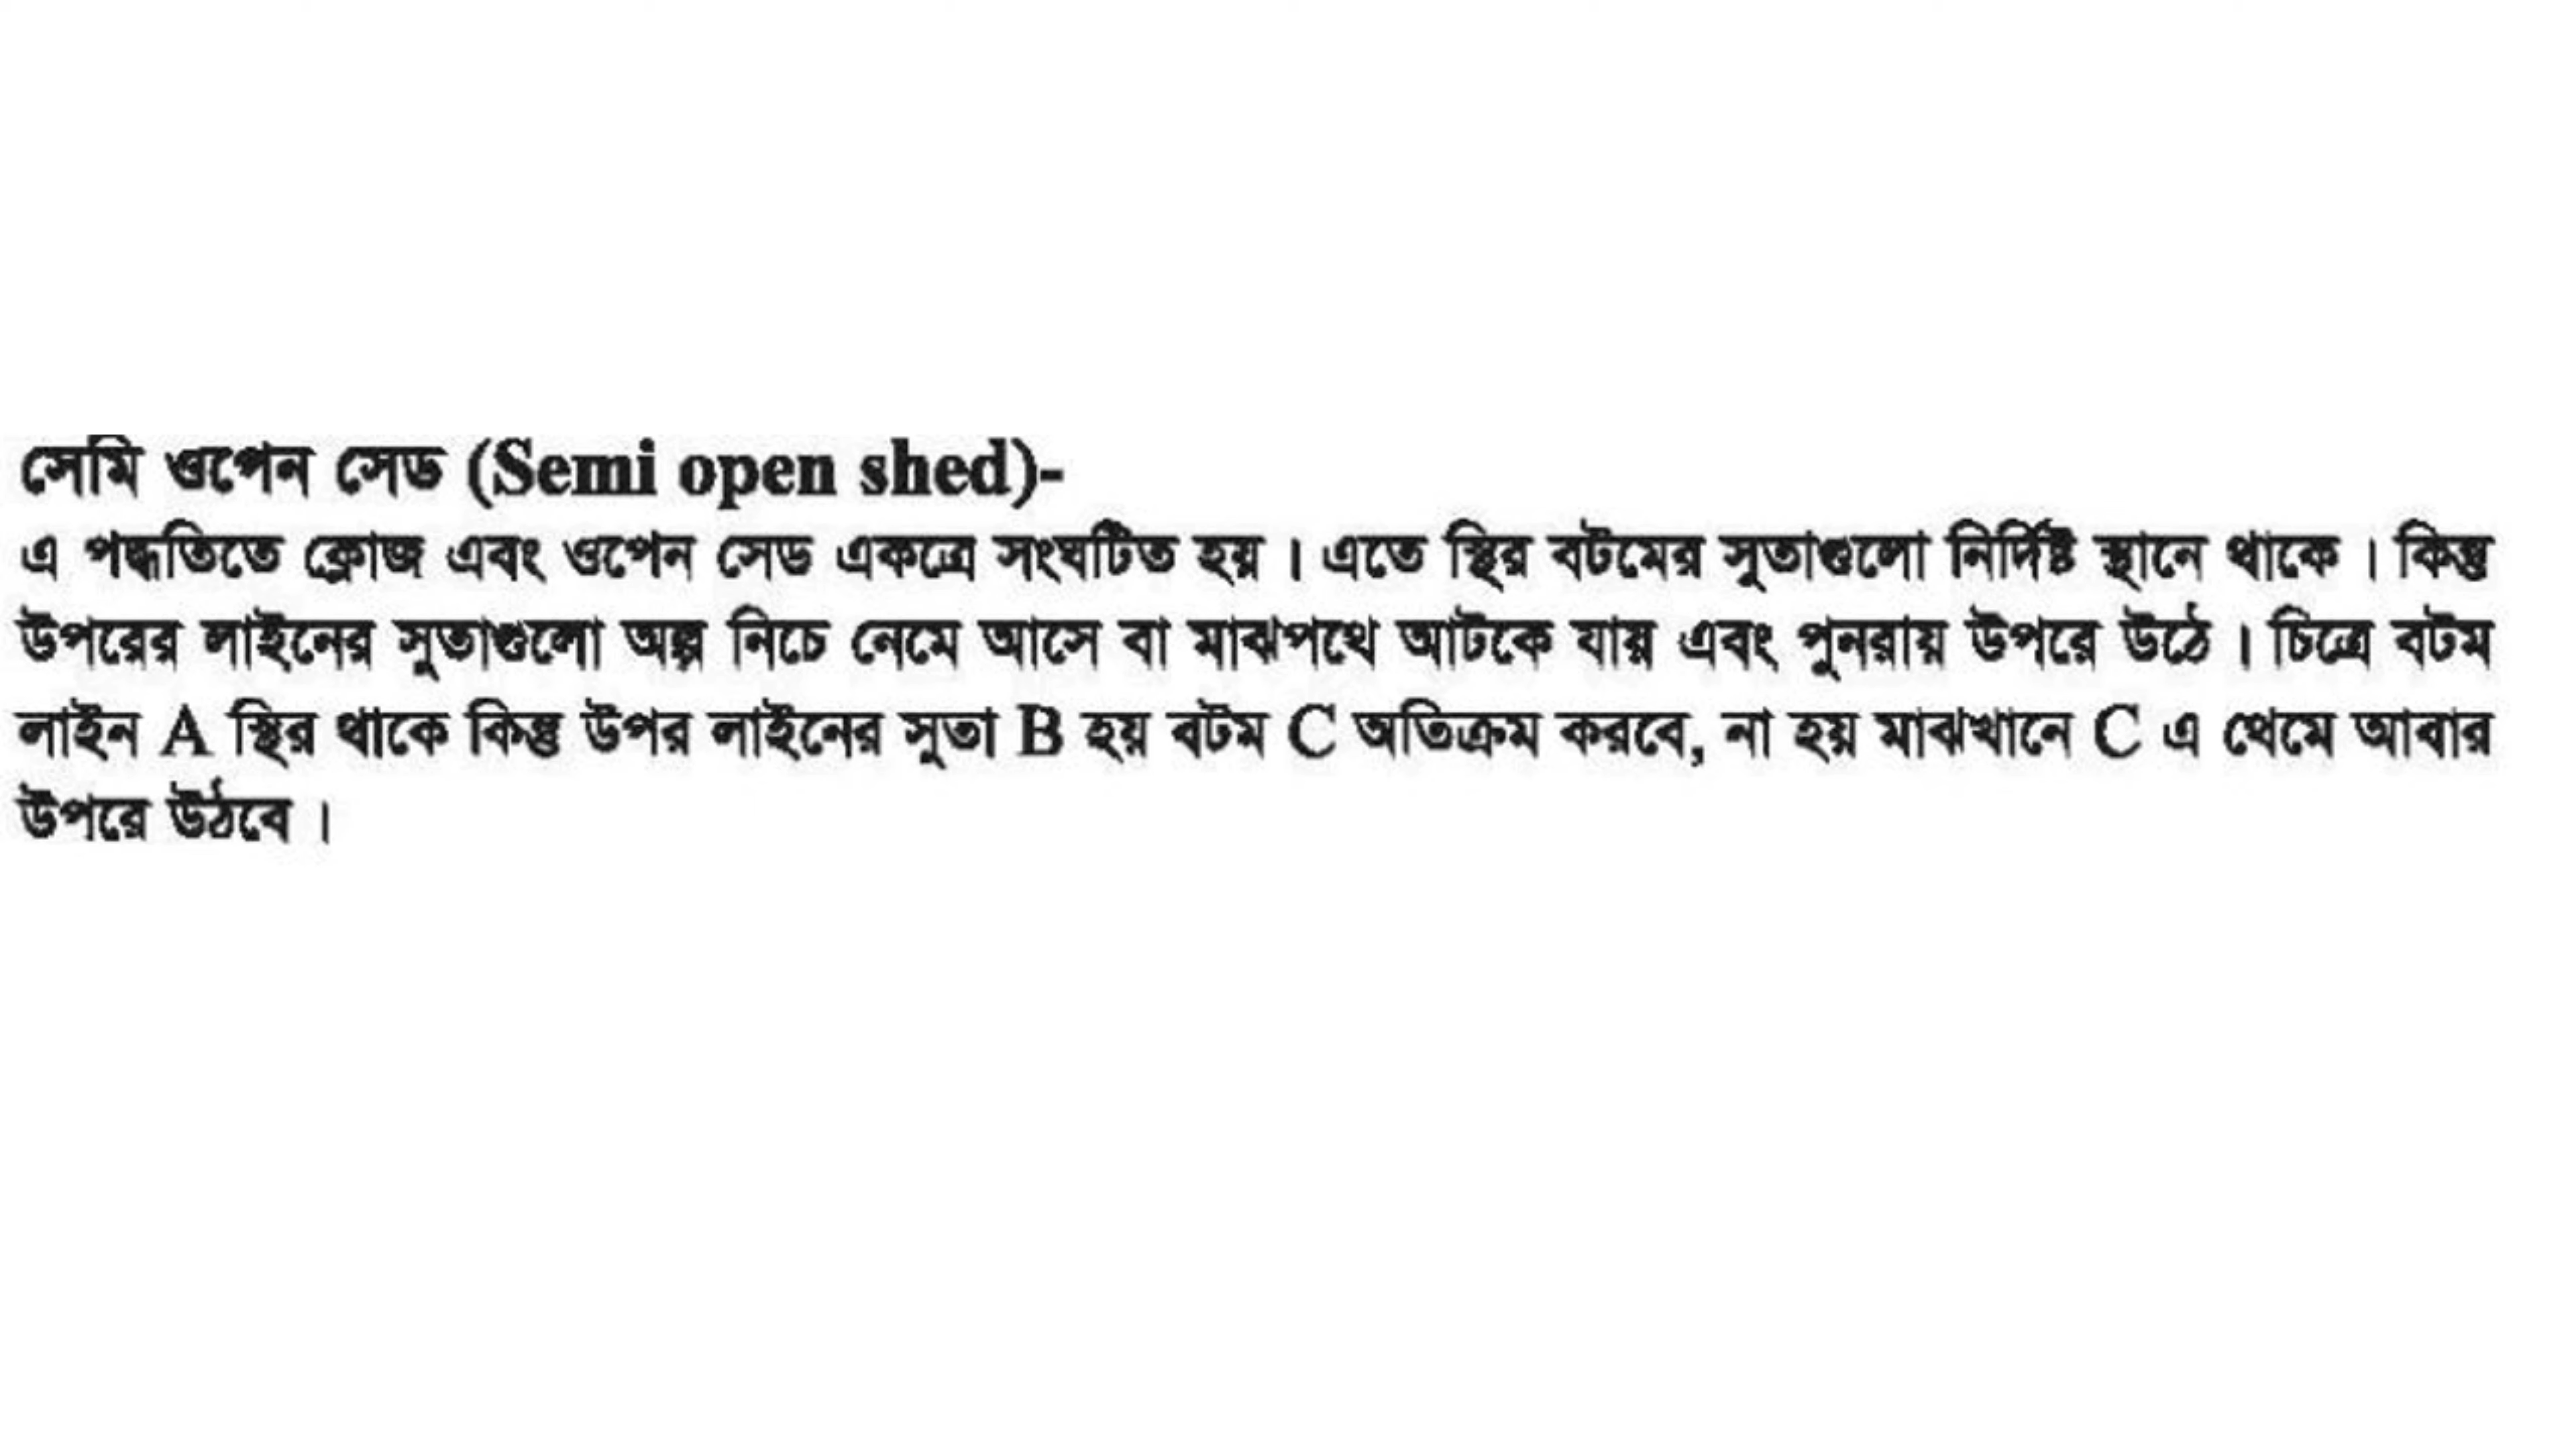 সেমি ওপেন সেড (Semi open shed)-
এ পদ্ধতিতে ক্লোজ এবং ওপেন সেড একত্রে সংঘটিত হয়। এতে স্থির বটমের সুতাগুলো নির্দিষ্ট স্থানে থাকে। কিন্তু
উপরের লাইনের সুতাগুলো অল্প নিচে নেমে আসে বা মাঝপথে আটকে যায় এবং পুনরায় উপরে উঠে। চিত্রে বটম
লাইন A স্থির থাকে কিন্তু উপর লাইনের সুতা B হয় বটম C অতিক্রম করবে, না হয় মাঝখানে C এ থেমে আবার
উপরে উঠবে।